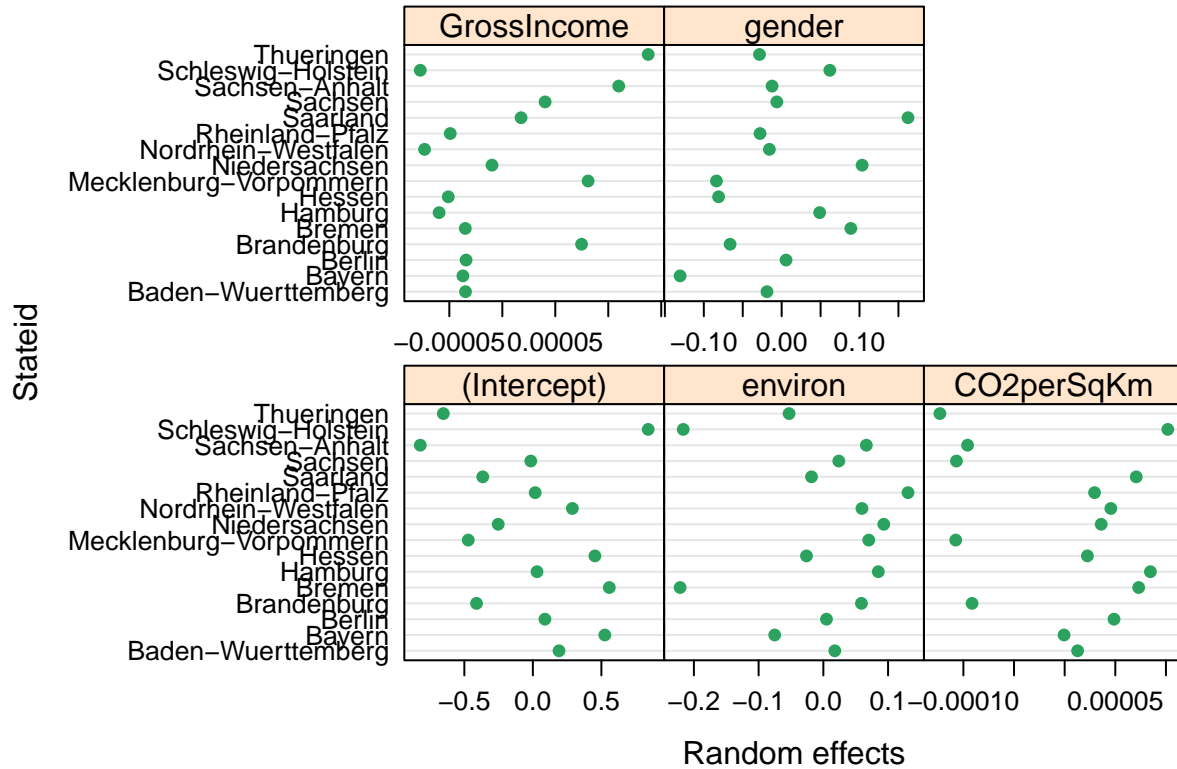 GrossIncome gender
Thueringen
Schleswig−Holstein
Sachsen−Anhalt
Sachsen
Saarland
Rheinland−Pfalz
Nordrhein−Westfalen
Niedersachsen
Mecklenburg−Vorpommern
Hessen
Hamburg
Bremen
Brandenburg
Berlin
Bayern
Baden−Wuerttemberg
−0.00005 0.00005 −0.10 0.00 0.10
Stateid
(Intercept) environ CO2perSqKm
Thueringen
Schleswig−Holstein
Sachsen−Anhalt
Sachsen
Saarland
Rheinland−Pfalz
Nordrhein−Westfalen
Niedersachsen
Mecklenburg−Vorpommern
Hessen
Hamburg
Bremen
Brandenburg
Berlin
Bayern
Baden−Wuerttemberg
−0.5 0.0 0.5 −0.2 −0.1 0.0 0.1 −0.00010 0.00005
Random effects